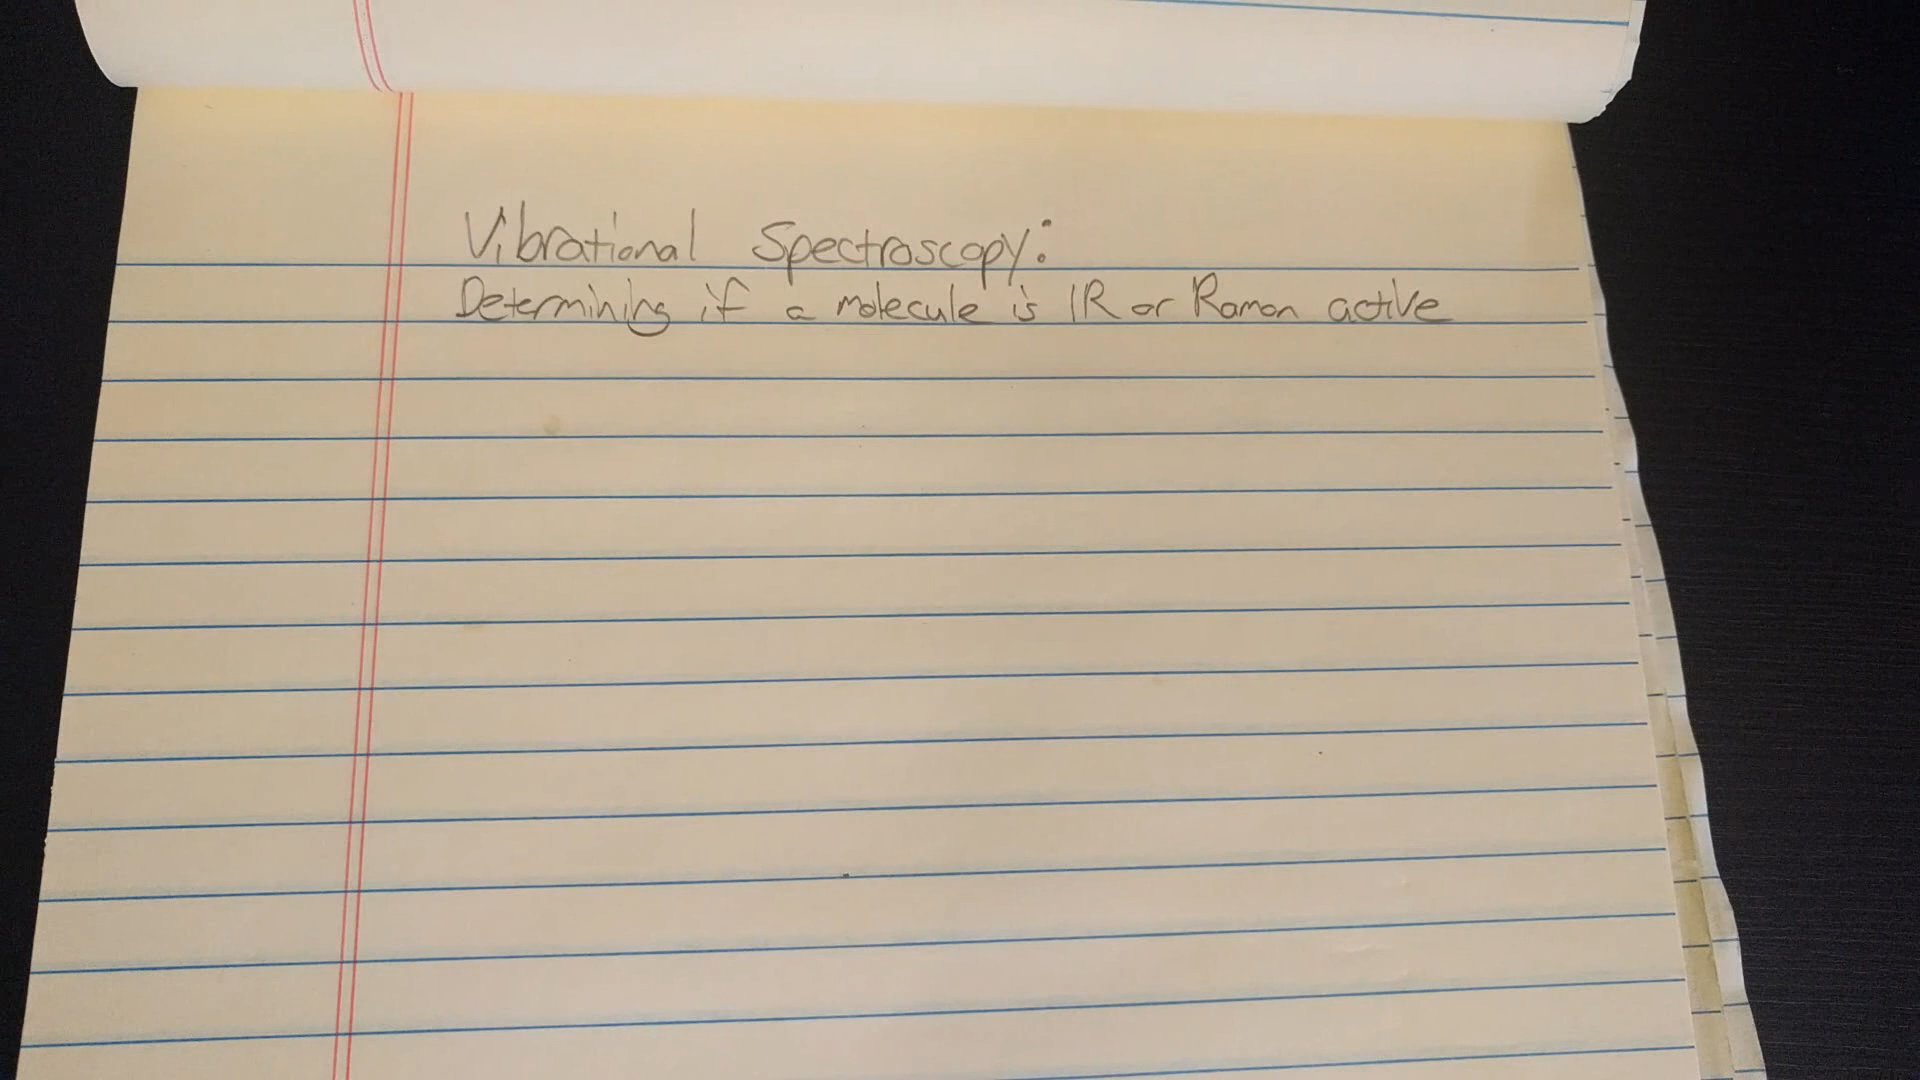 Vibrational Spectroscopy:
Determining if a molecule is IR or Raman active